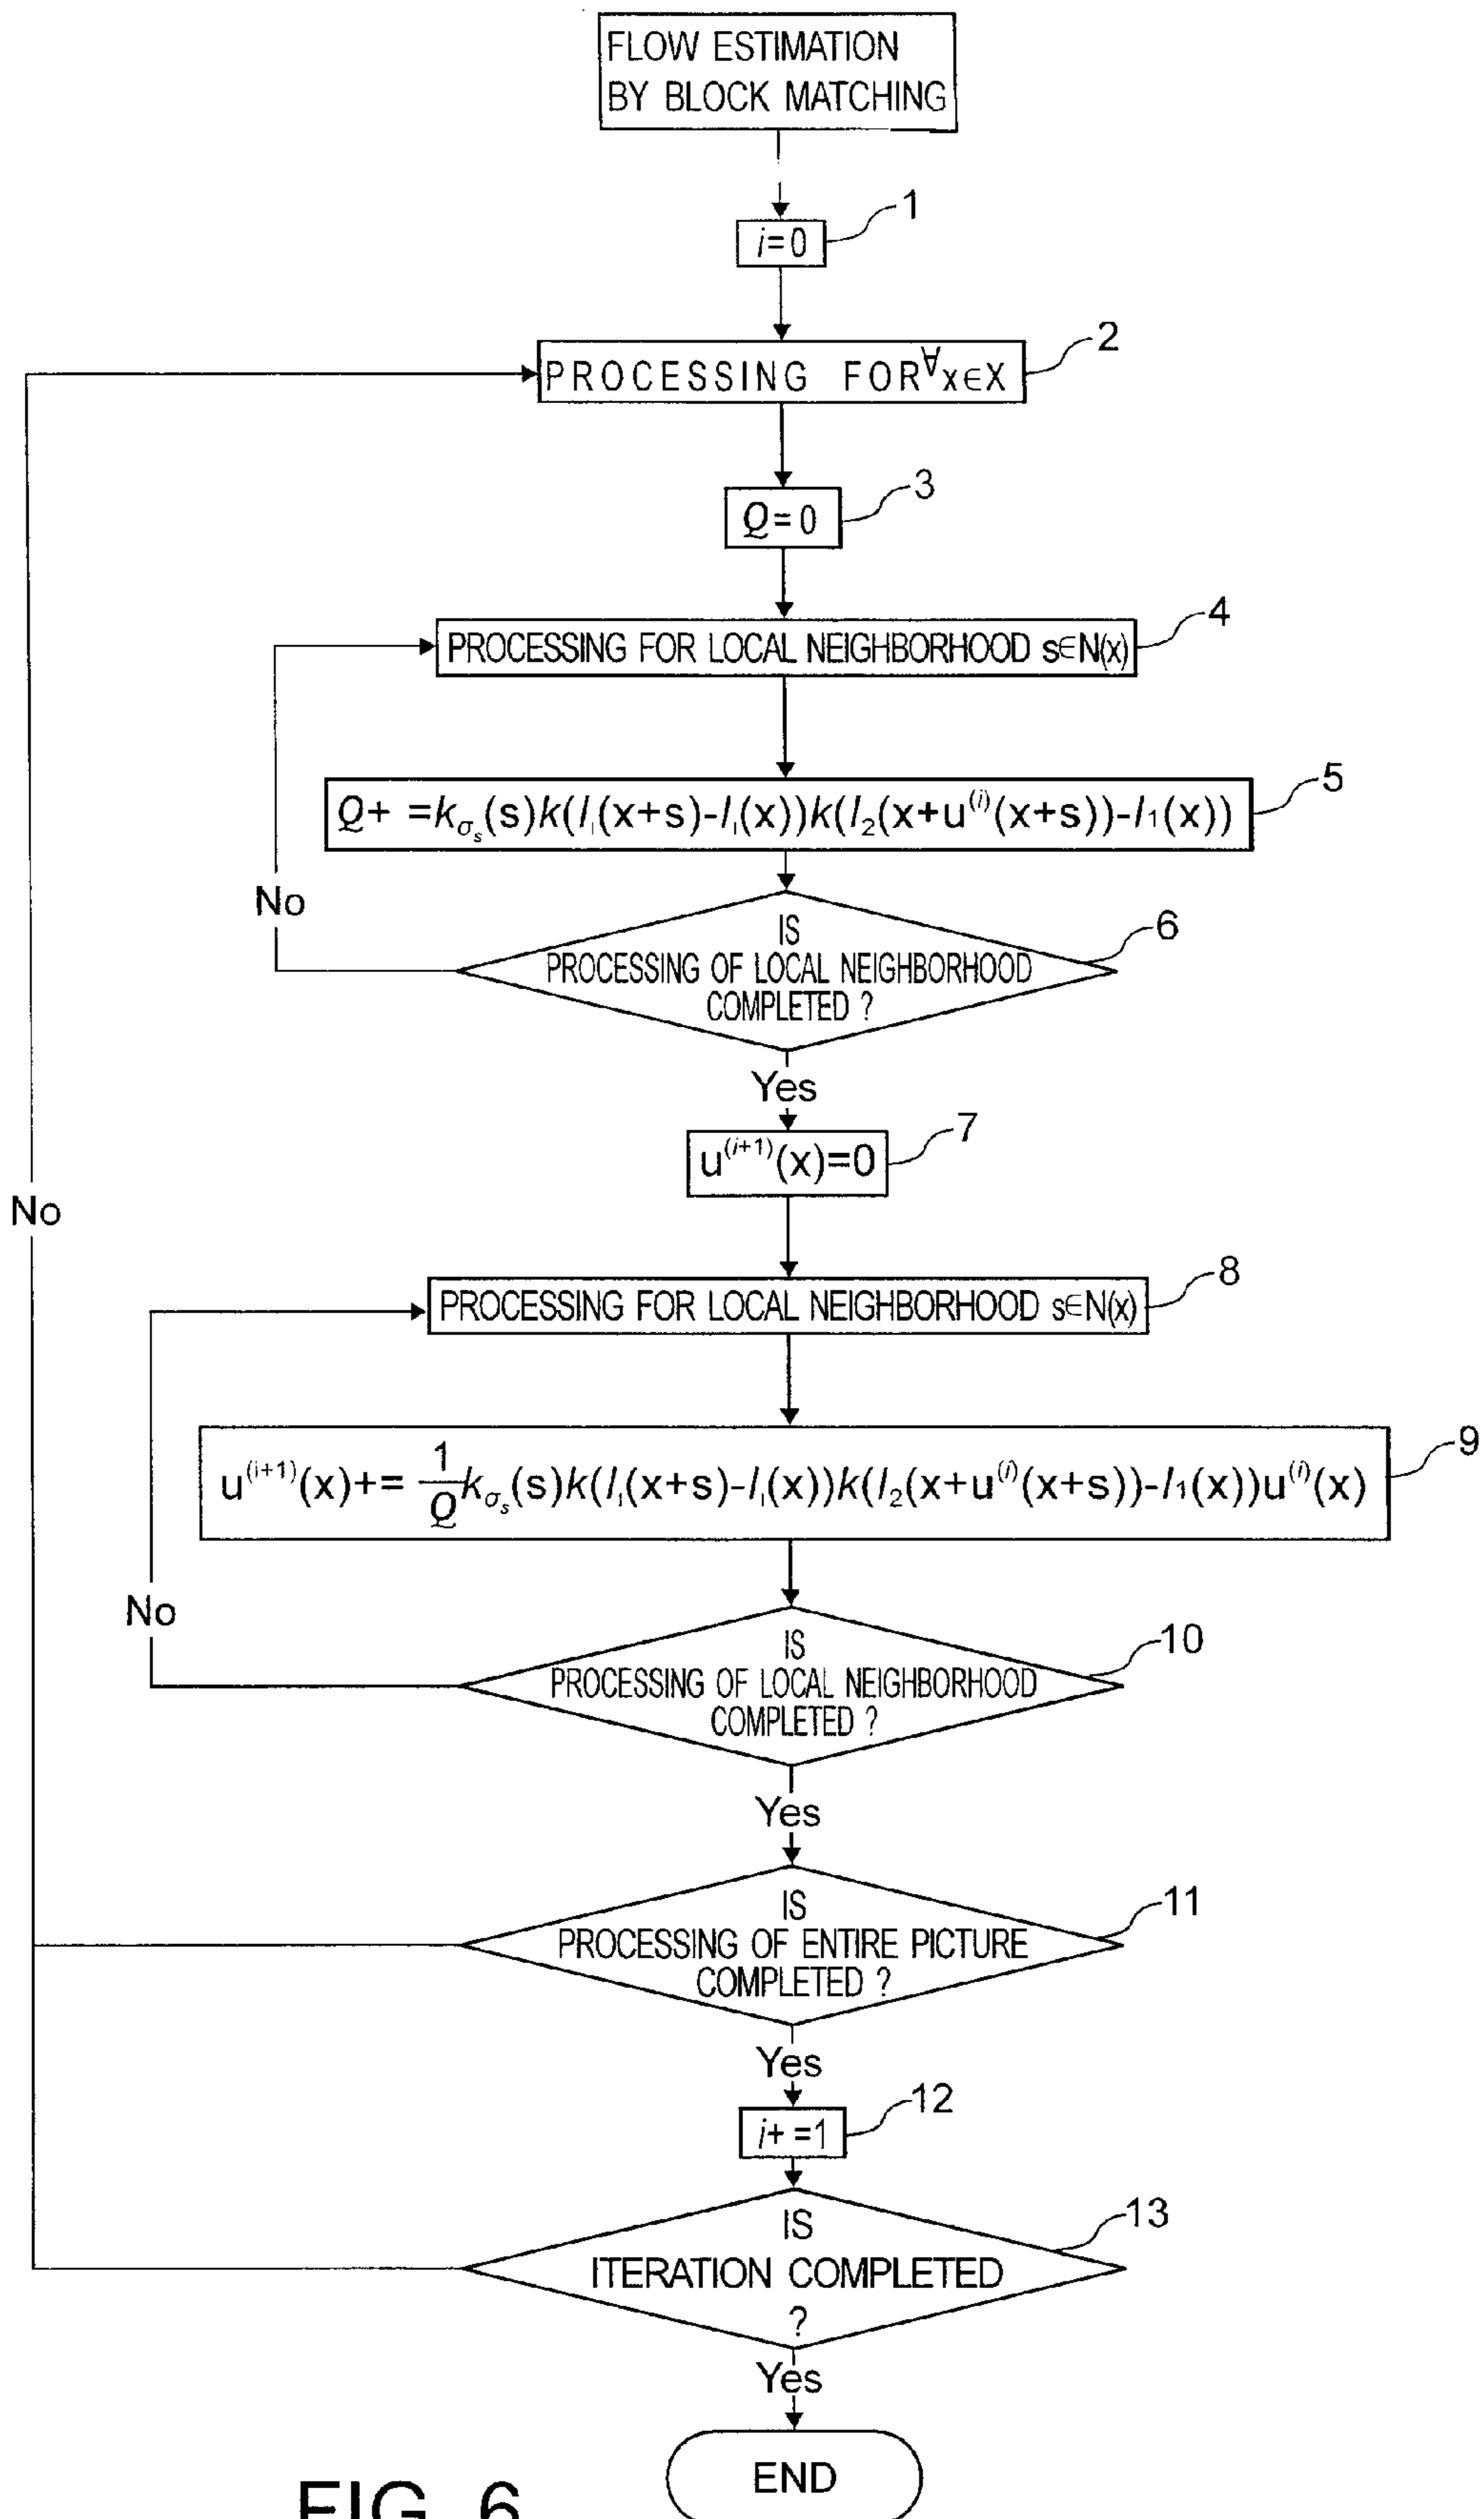 FLOW ESTIMATION
BY BLOCK MATCHING
1
i=0
2
PROCESSING FOR∀x∈X
3
Q=0
4
PROCESSING FOR LOCAL NEIGHBORHOOD s∈N(x)
5
Q+ =kσs(s)k(I1(x+s)-I1(x))k(I2(x+u(i)(x+s))-I1(x))
No
6
IS
PROCESSING OF LOCAL NEIGHBORHOOD
COMPLETED ?
Yes
7
u(i+1)(x)=0
No
8
PROCESSING FOR LOCAL NEIGHBORHOOD s∈N(x)
9
u(i+1)(x)+= 1/Q kσs(s)k(I1(x+s)-I1(x))k(I2(x+u(i)(x+s))-I1(x))u(i)(x)
No
10
IS
PROCESSING OF LOCAL NEIGHBORHOOD
COMPLETED ?
Yes
11
IS
PROCESSING OF ENTIRE PICTURE
COMPLETED ?
Yes
12
i+ =1
13
IS
ITERATION COMPLETED
?
Yes
END
FIG. 6